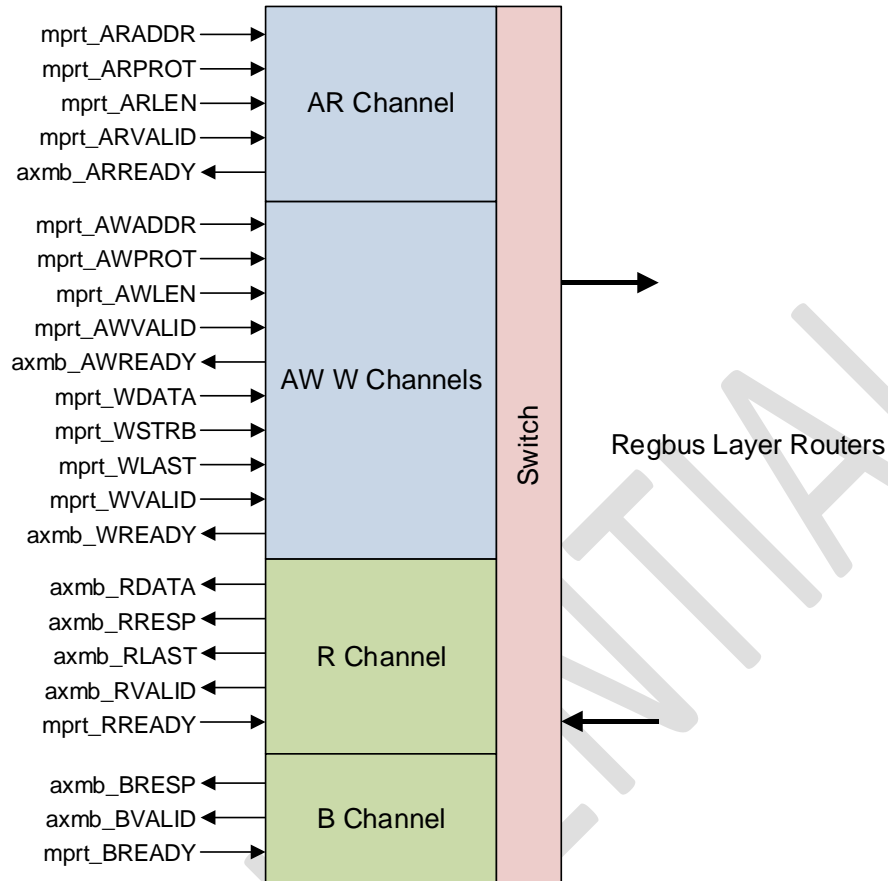 mprt_ARADDR
mprt_ARPROT
mprt_ARLEN
mprt_ARVALID
axmb_ARREADY
AR Channel
mprt_AWADDR
mprt_AWPROT
mprt_AWLEN
mprt_AWVALID
axmb_AWREADY
mprt_WDATA
mprt_WSTRB
mprt_WLAST
mprt_WVALID
axmb_WREADY
AW W Channels
axmb_RDATA
axmb_RRESP
axmb_RLAST
axmb_RVALID
mprt_RREADY
R Channel
axmb_BRESP
axmb_BVALID
mprt_BREADY
B Channel
Switch
Regbus Layer Routers
ENTIAL